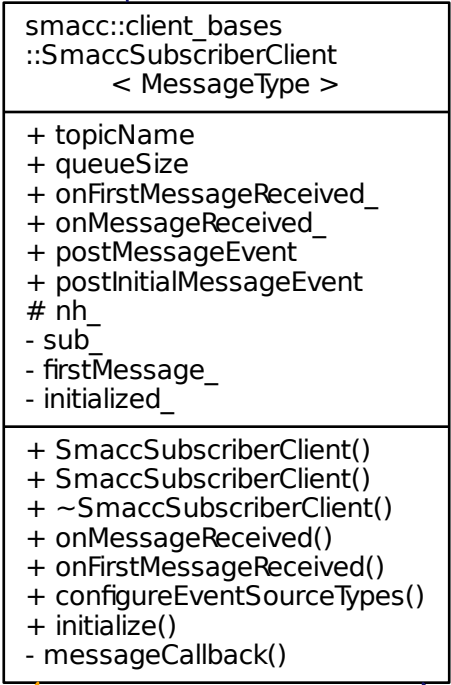 smacc::client_bases
::SmaccSubscriberClient
< MessageType >
+ topicName
+ queueSize
+ onFirstMessageReceived_
+ onMessageReceived_
+ postMessageEvent
+ postInitialMessageEvent
# nh_
- sub_
- firstMessage_
- initialized_
+ SmaccSubscriberClient()
+ SmaccSubscriberClient()
+ ~SmaccSubscriberClient()
+ onMessageReceived()
+ onFirstMessageReceived()
+ configureEventSourceTypes()
+ initialize()
- messageCallback()